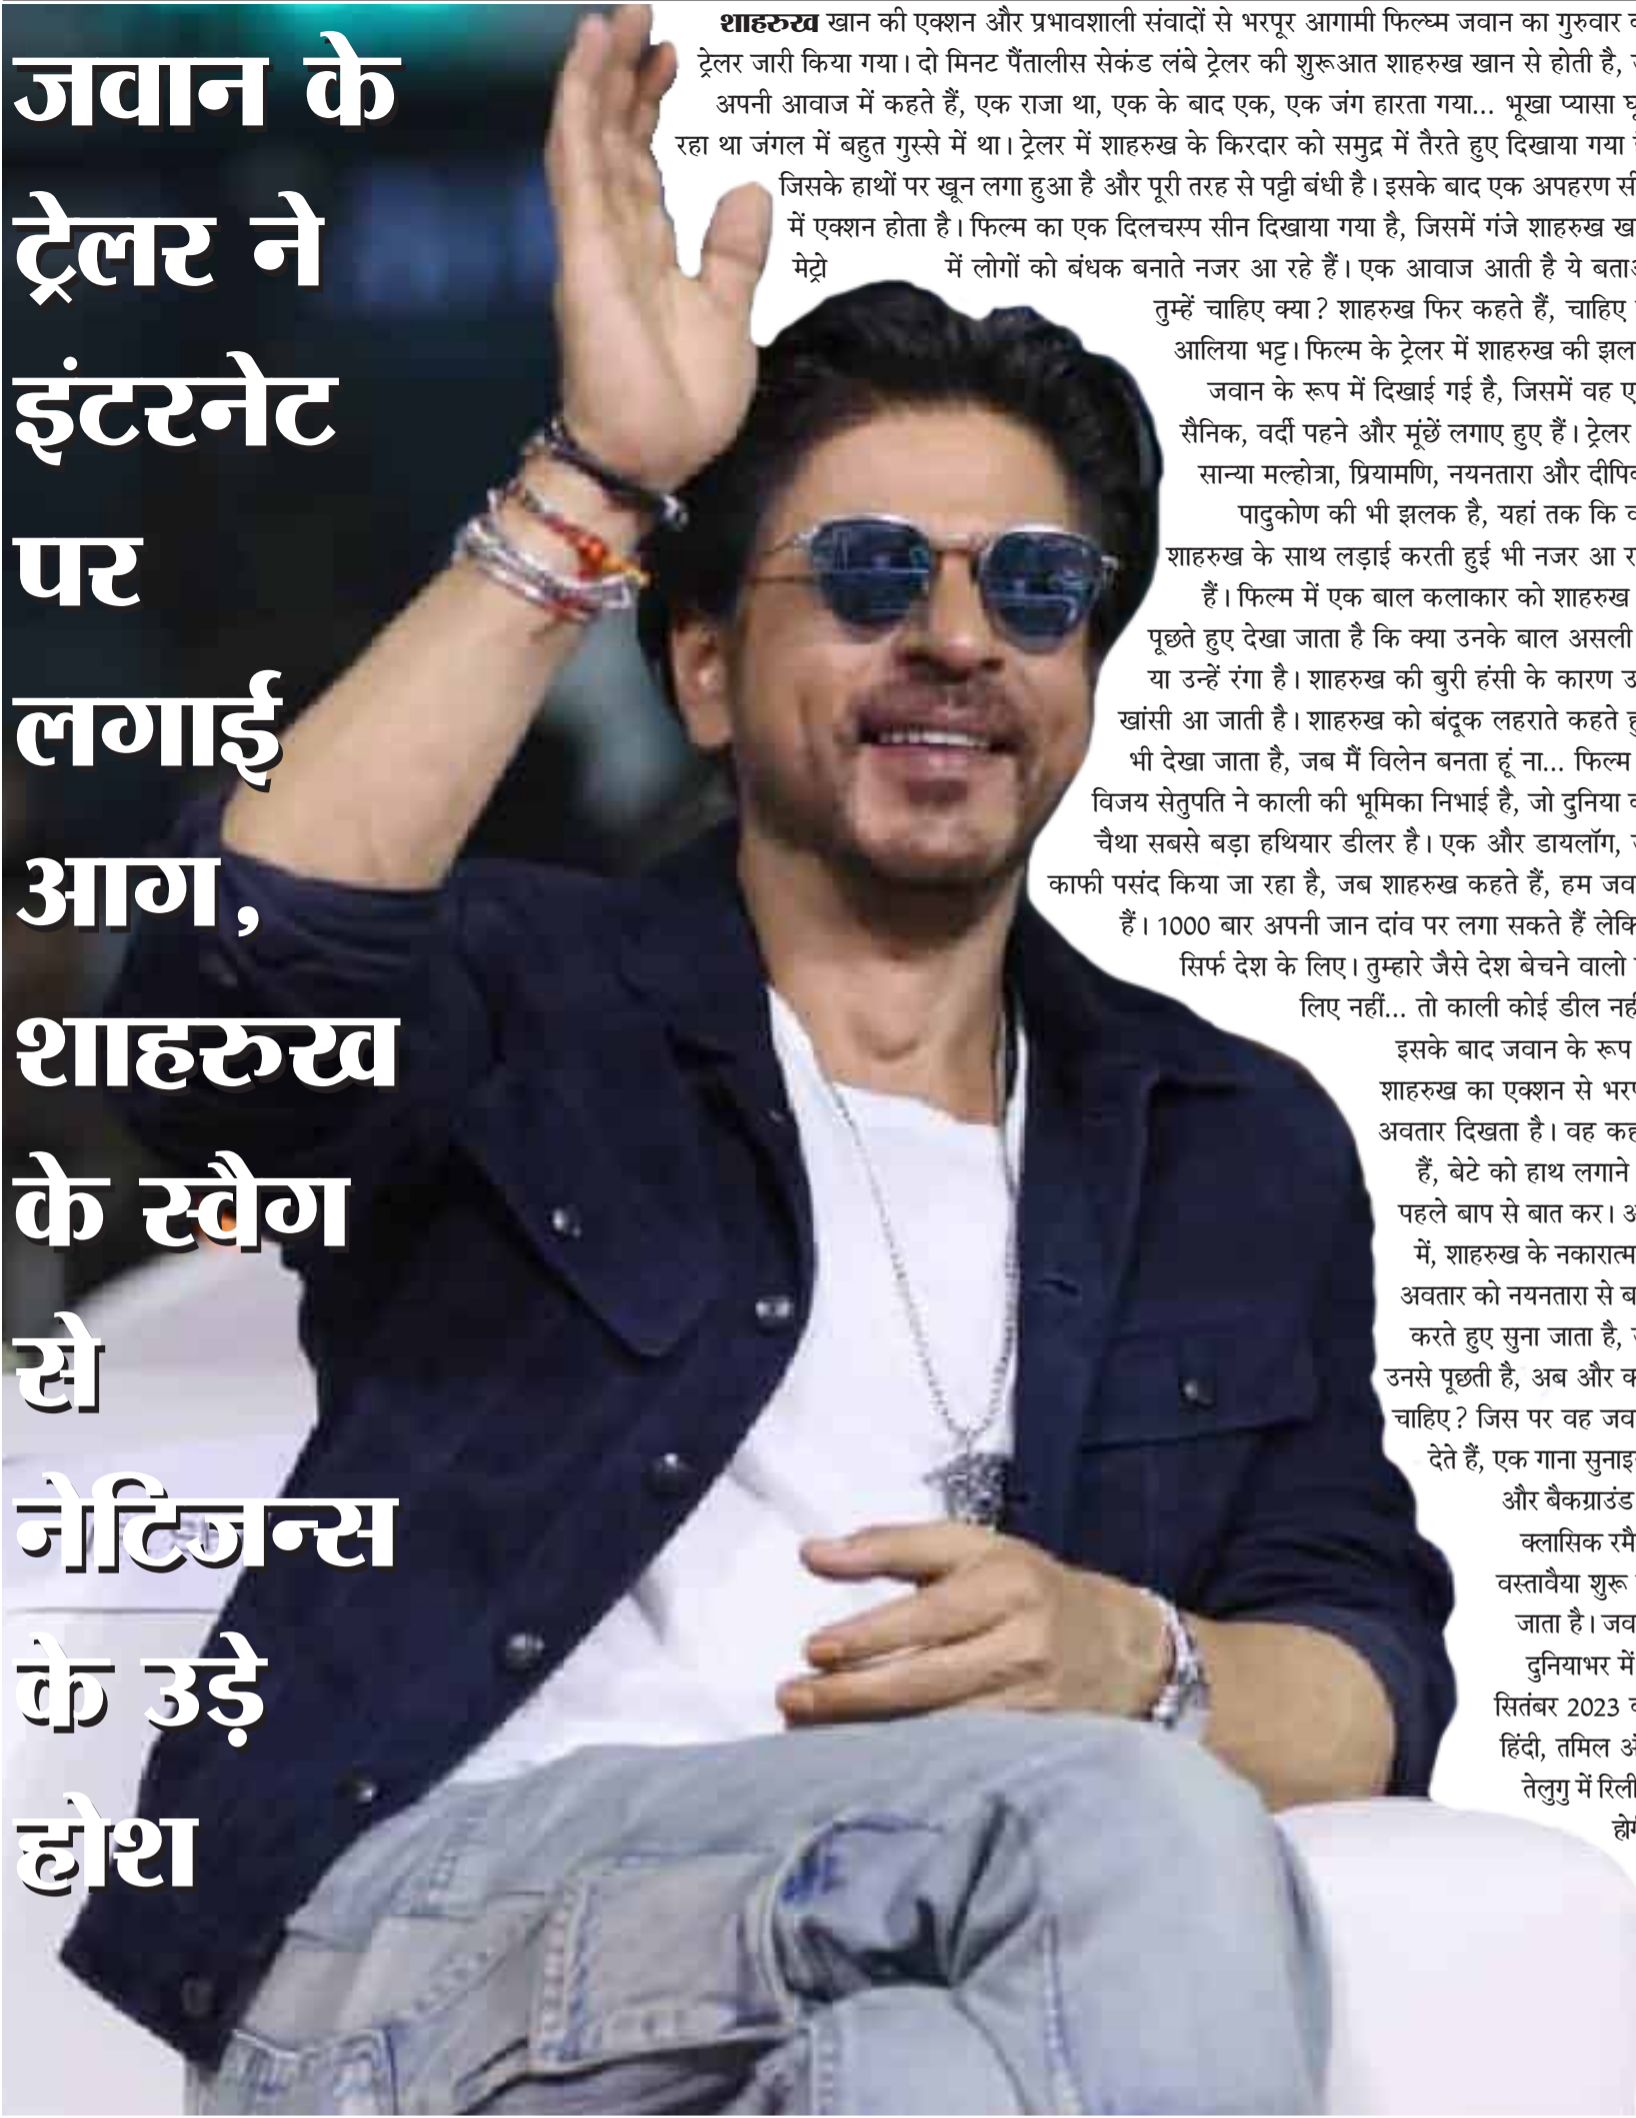 जवान के
ट्रेलर ने
इंटरनेट
पर
लगाई
आग,
शाहरुख
के स्वैग
से
नेटिजन्स
के उड़े
होश
शाहरुख खान की एक्शन और प्रभावशाली संवादों से भरपूर आगामी फिल्म्म जवान का गुरुवार
ट्रेलर जारी किया गया। दो मिनट पैंतालीस सेकंड लंबे ट्रेलर की शुरूआत शाहरुख खान से होती है,
अपनी आवाज में कहते हैं, एक राजा था, एक के बाद एक, एक जंग हारता गया... भूखा प्यासा
रहा था जंगल में बहुत गुस्से में था। ट्रेलर में शाहरुख के किरदार को समुद्र में तैरते हुए दिखाया गया
जिसके हाथों पर खून लगा हुआ है और पूरी तरह से पट्टी बंधी है। इसके बाद एक अपहरण
में एक्शन होता है। फिल्म का एक दिलचस्प सीन दिखाया गया है, जिसमें गंजे शाहरुख
मेट्रो में लोगों को बंधक बनाते नजर आ रहे हैं। एक आवाज आती है ये
तुम्हें चाहिए क्या? शाहरुख फिर कहते हैं, चाहिए
आलिया भट्ट। फिल्म के ट्रेलर में शाहरुख की
जवान के रूप में दिखाई गई है, जिसमें वह
सैनिक, वर्दी पहने और मूंछें लगाए हुए हैं। ट्रेलर
सान्या मल्होत्रा, प्रियामणि, नयनतारा और
पादुकोण की भी झलक है, यहां तक कि
शाहरुख के साथ लड़ाई करती हुई भी नजर आ
हैं। फिल्म में एक बाल कलाकार को शाहरुख
पूछते हुए देखा जाता है कि क्या उनके बाल असली
या उन्हें रंगा है। शाहरुख की बुरी हंसी के कारण
खांसी आ जाती है। शाहरुख को बंदूक लहराते कहते
भी देखा जाता है, जब मैं विलेन बनता हूं ना... फिल्म
विजय सेतुपति ने काली की भूमिका निभाई है, जो दुनिया
चैथा सबसे बड़ा हथियार डीलर है। एक और डायलॉग,
काफी पसंद किया जा रहा है, जब शाहरुख कहते हैं, हम
हैं। 1000 बार अपनी जान दांव पर लगा सकते हैं
सिर्फ देश के लिए। तुम्हारे जैसे देश बेचने वालो
लिए नहीं... तो काली कोई डील
इसके बाद जवान के रूप
शाहरुख का एक्शन से
अवतार दिखता है। वह
हैं, बेटे को हाथ लगाने
पहले बाप से बात कर।
में, शाहरुख के
अवतार को नयनतारा से
करते हुए सुना जाता है,
उनसे पूछती है, अब और
चाहिए? जिस पर वह
देते हैं, एक गाना
और बैकग्राउंड
क्लासिक
वस्तावैया शुरू
जाता है।
दुनियाभर में
सितंबर 2023
हिंदी, तमिल
तेलुगु में